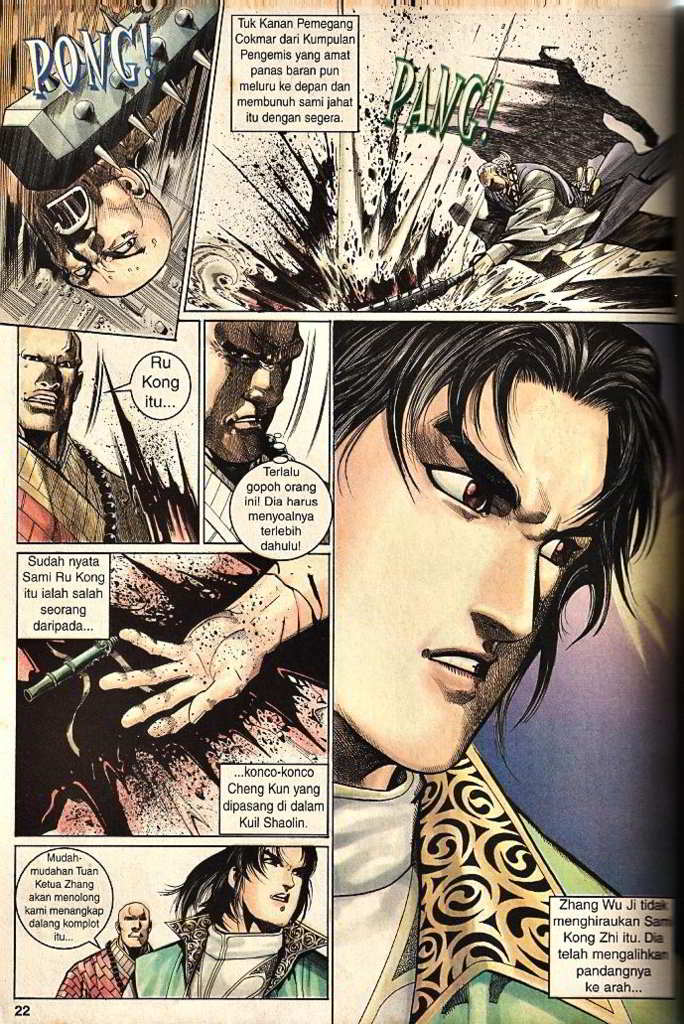 PONG!
Tuk Kanan Pemegang
Cokmar dari Kumpulan
Pengemis yang amat
panas baran pun
meluru ke depan dan
membunuh sami jahat
itu dengan segera.
PANG!
Ru
Kong
itu...
Terlalu
gopoh orang
ini! Dia harus
menyoalnya
terlebih
dahulu!
Sudah nyata
Sami Ru Kong
itu ialah salah
seorang
daripada...
...konco-konco
Cheng Kun yang
dipasang di dalam
Kuil Shaolin.
Mudah-
mudahan Tuan
Ketua Zhang
akan menolong
kami menangkap
dalang komplot
itu...
Zhang Wu Ji tidak
menghiraukan Sami
Kong Zhi itu. Dia
telah mengalihkan
pandangnya
ke arah...
22